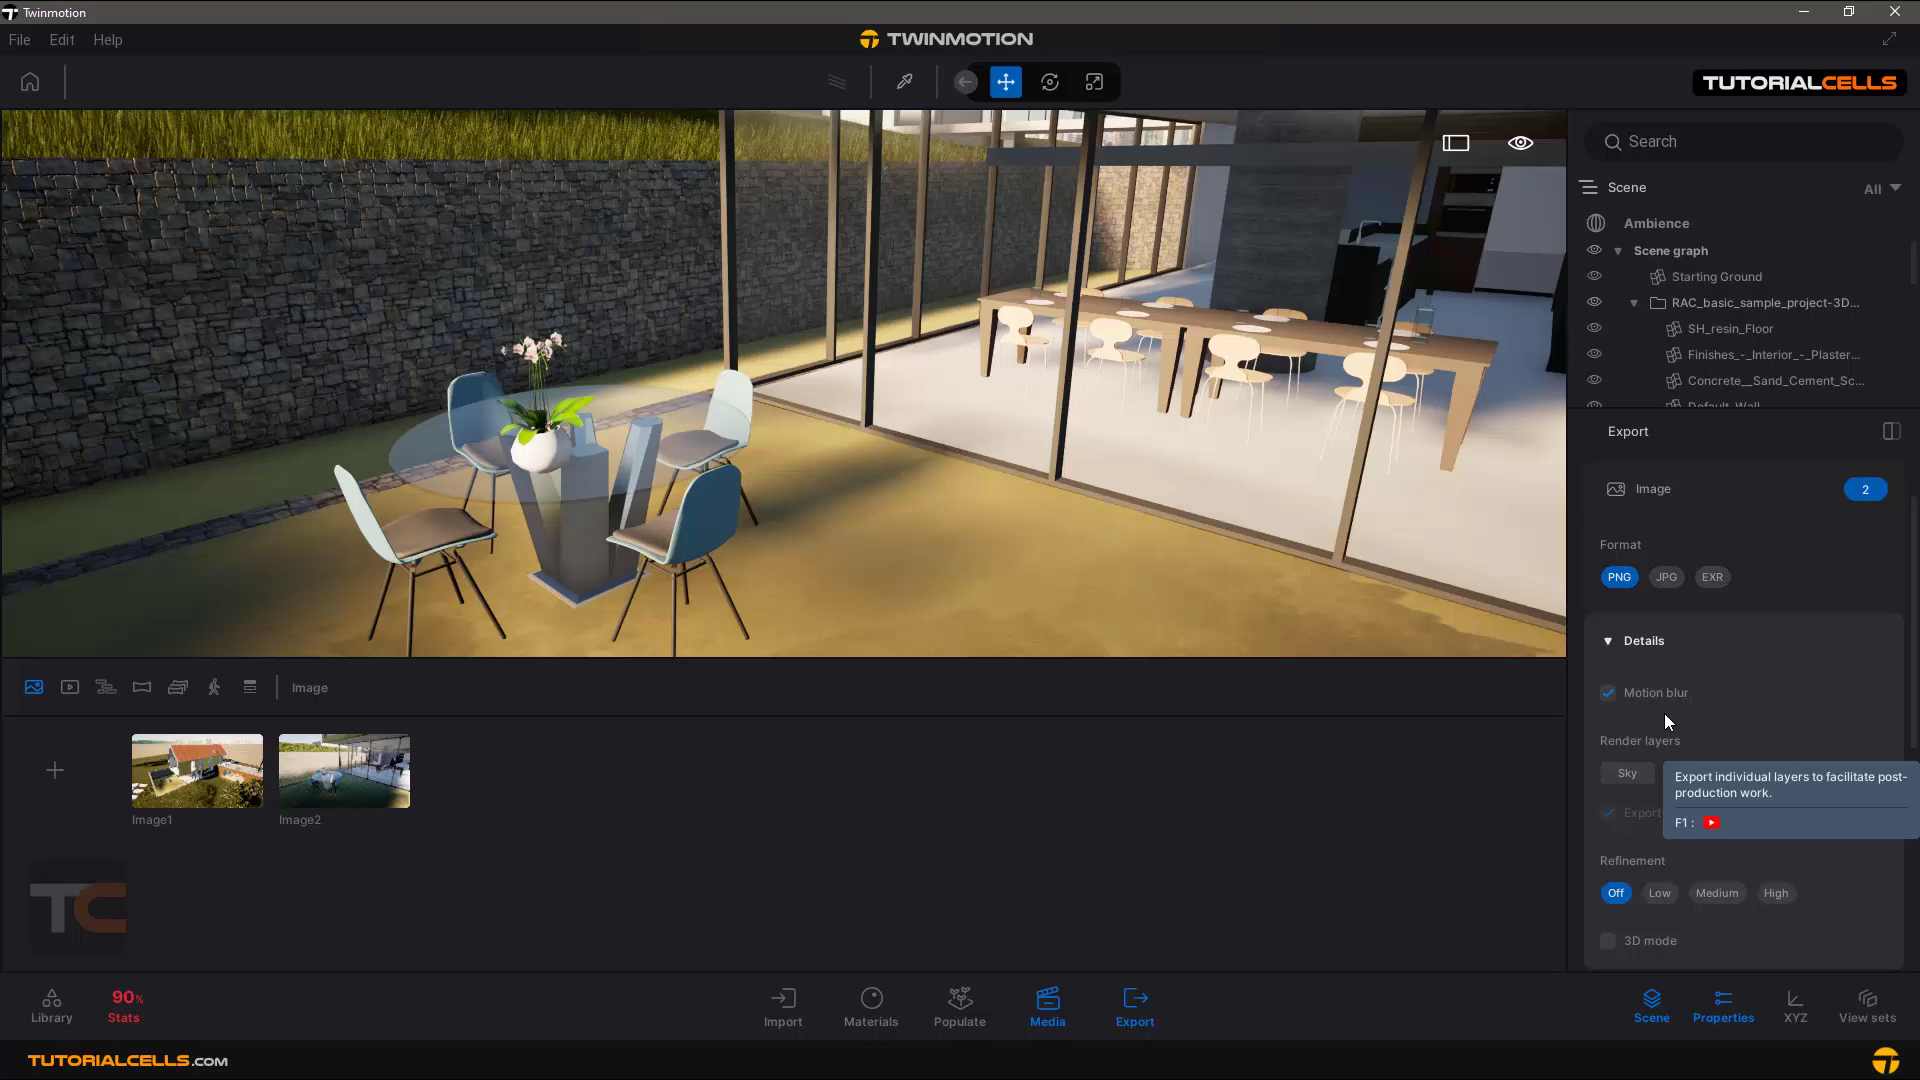 Twinmotion
File Edit Help
TWINMOTION
TUTORIALCELLS
Search
Scene All
Ambience
Scene graph
Starting Ground
RAC_basic_sample_project-3D...
SH_resin_Floor
Finishes_-_Interior_-_Plaster...
Concrete__Sand_Cement_Sc...
Default_Wall
Export
Image 2
Format
PNG JPG EXR
Details
Motion blur
Render layers
Sky
Export individual layers to facilitate post-
production work.
F1 :
Export
Refinement
Off Low Medium High
3D mode
Image
Image1 Image2
TC
90%
Stats
Library
Import Materials Populate Media Export
Scene Properties XYZ View sets
TUTORIALCELLS.COM